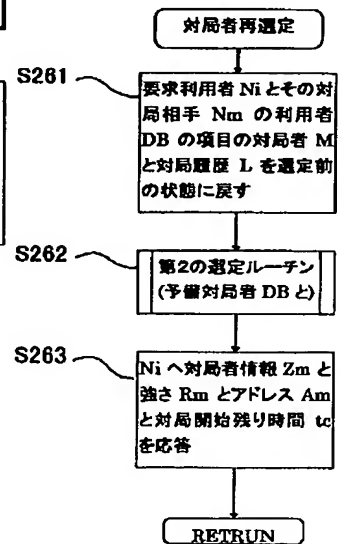 対局者再選定
S261
要求利用者 Ni とその対
局相手 Nm の利用者
DB の項目の対局者 M
と対局履歴 L を選定前
の状態に戻す
S262
第2の選定ルーチン
(予備対局者 DB と)
S263
Ni へ対局者情報 Zm と
強さ Rm とアドレス Am
と対局開始残り時間 tc
を応答
RETRUN